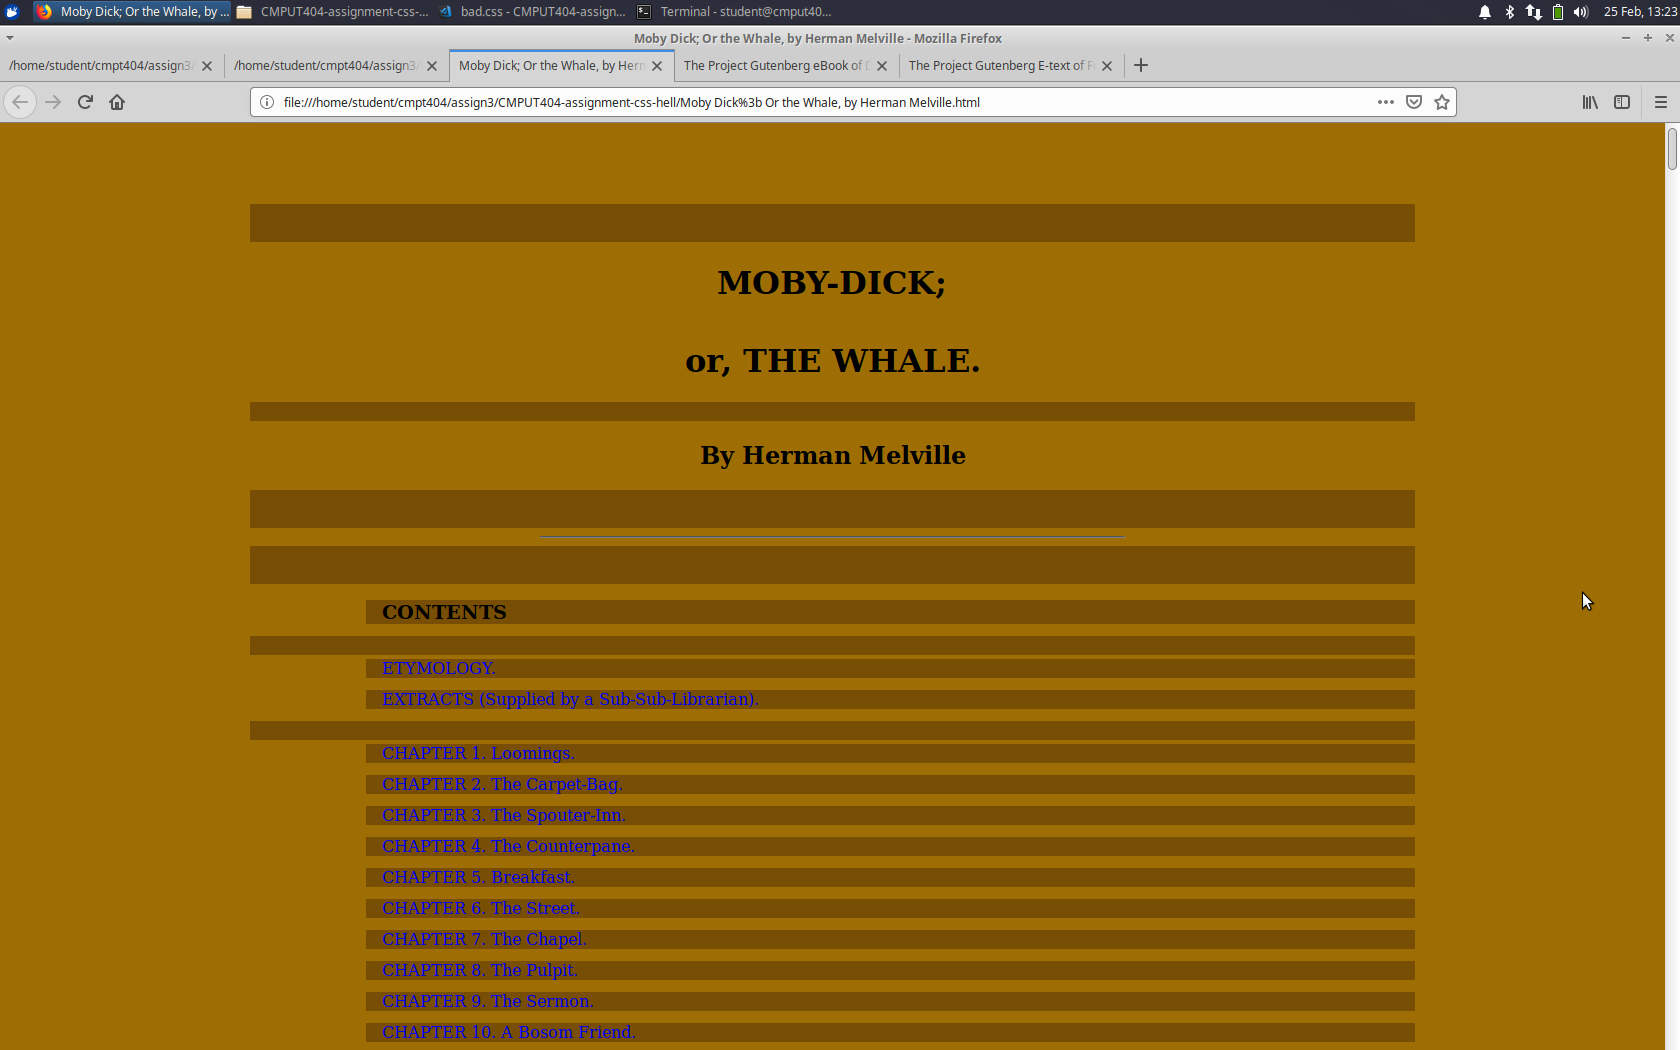 Moby Dick; Or the Whale, by ... CMPUT404-assignment-css-... bad.css - CMPUT404-assign... Terminal - student@cmput40... 25 Feb, 13:23
Moby Dick; Or the Whale, by Herman Melville - Mozilla Firefox
/home/student/cmpt404/assign3/ /home/student/cmpt404/assign3/ Moby Dick; Or the Whale, by Herm The Project Gutenberg eBook of The Project Gutenberg E-text of
file:///home/student/cmpt404/assign3/CMPUT404-assignment-css-hell/Moby Dick%3b Or the Whale, by Herman Melville.html
MOBY-DICK;
or, THE WHALE.
By Herman Melville
CONTENTS
ETYMOLOGY.
EXTRACTS (Supplied by a Sub-Sub-Librarian).
CHAPTER 1. Loomings.
CHAPTER 2. The Carpet-Bag.
CHAPTER 3. The Spouter-Inn.
CHAPTER 4. The Counterpane.
CHAPTER 5. Breakfast.
CHAPTER 6. The Street.
CHAPTER 7. The Chapel.
CHAPTER 8. The Pulpit.
CHAPTER 9. The Sermon.
CHAPTER 10. A Bosom Friend.